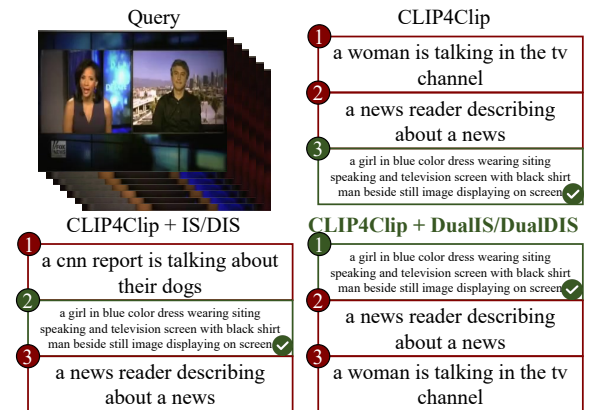 Query
FOX
NEWS
CLIP4Clip
1
a woman is talking in the tv
channel
2
a news reader describing
about a news
3
a girl in blue color dress wearing siting
speaking and television screen with black shirt
man beside still image displaying on screen
CLIP4Clip + IS/DIS
1
a cnn report is talking about
their dogs
2
a girl in blue color dress wearing siting
speaking and television screen with black shirt
man beside still image displaying on screen
3
a news reader describing
about a news
CLIP4Clip + DualIS/DualDIS
1
a girl in blue color dress wearing siting
speaking and television screen with black shirt
man beside still image displaying on screen
2
a news reader describing
about a news
3
a woman is talking in the tv
channel